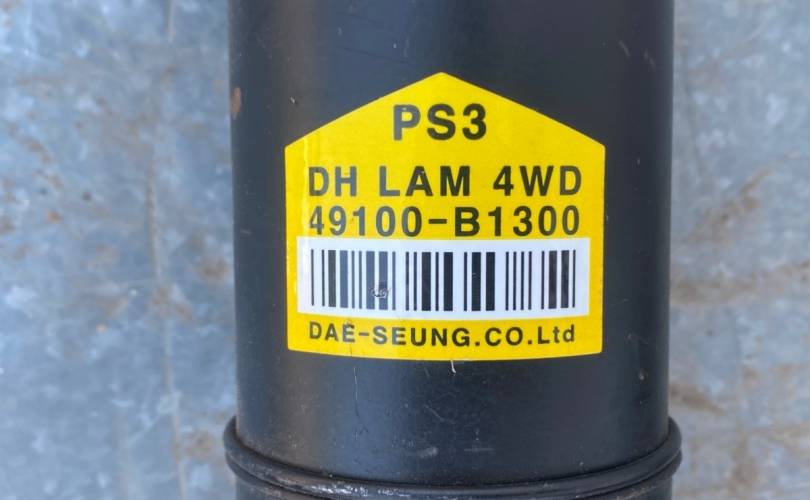 PS3
DH LAM 4WD
49100-B1300
DAE-SEUNG.CO.Ltd